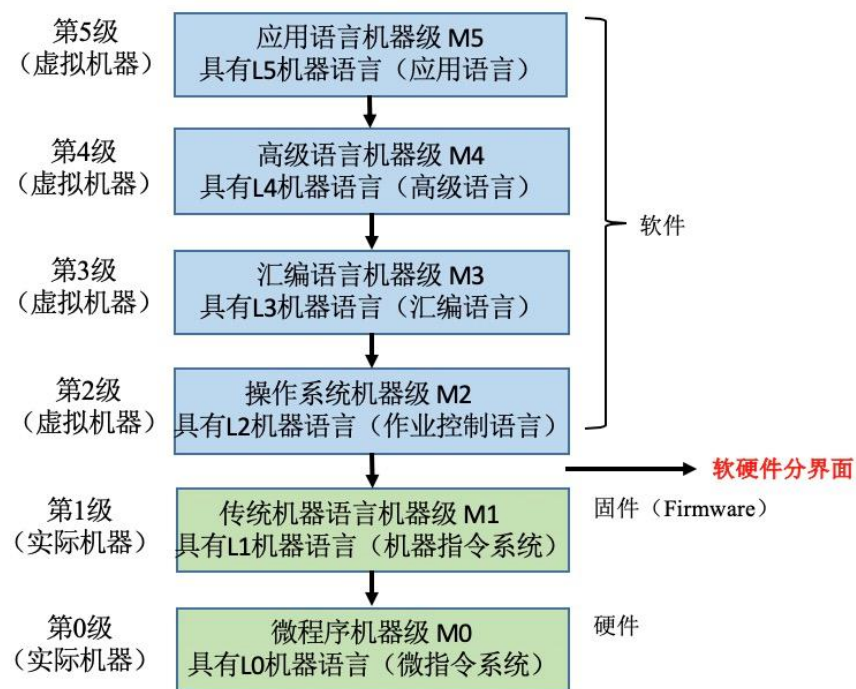 第5级
（虚拟机器）
应用语言机器级 M5
具有L5机器语言（应用语言）
第4级
（虚拟机器）
高级语言机器级 M4
具有L4机器语言（高级语言）
软件
第3级
（虚拟机器）
汇编语言机器级 M3
具有L3机器语言（汇编语言）
第2级
（虚拟机器）
操作系统机器级 M2
具有L2机器语言（作业控制语言）
软硬件分界面
第1级
（实际机器）
传统机器语言机器级 M1
具有L1机器语言（机器指令系统）
固件（Firmware）
第0级
（实际机器）
微程序机器级 M0
具有L0机器语言（微指令系统）
硬件